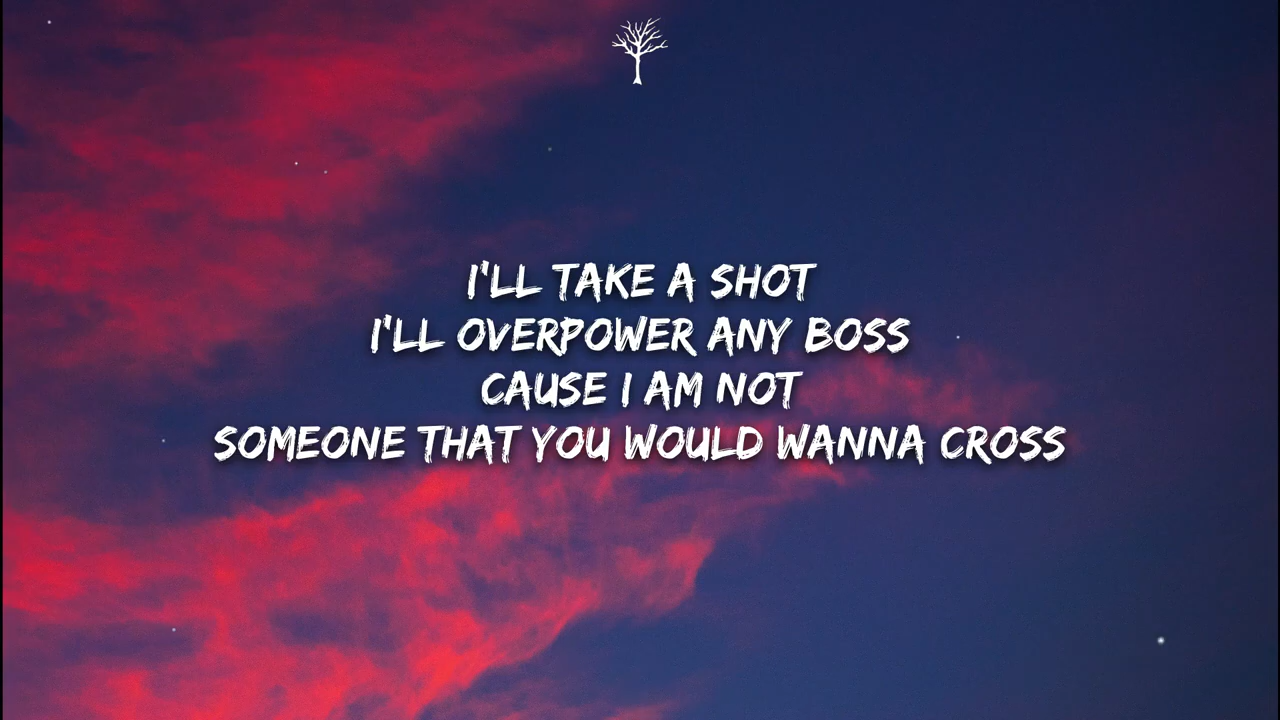 I'LL TAKE A SHOT
I'LL OVERPOWER ANY BOSS
CAUSE I AM NOT
SOMEONE THAT YOU WOULD WANNA CROSS